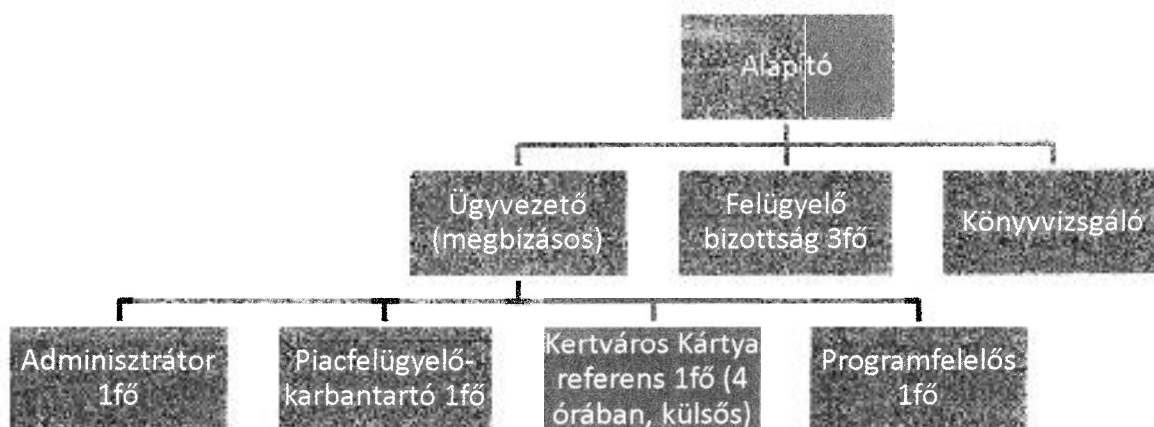 Alapító
Ügyvezető
(megbízásos)
Felügyelő
bizottság 3fő
Könyvvizsgáló
Adminisztrátor
1fő
Piacfelügyelő-
karbantartó 1fő
Kertváros Kártya
referens 1fő (4
órában, külsős)
Programfelelős
1fő